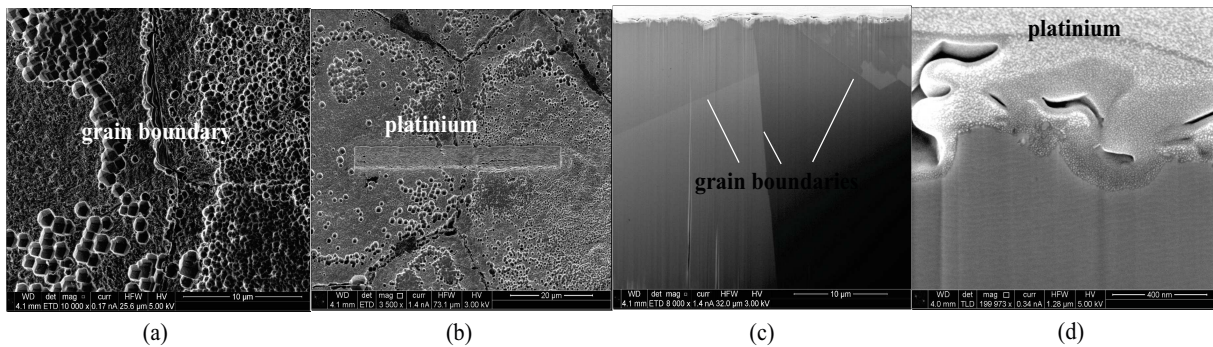 grain boundary
WD det mag curr HFW HV
4.1 mm ETD 10 000 x 0.17 nA 25.6 µm 5.00 kV
10 µm
(a)
platinium
WD det mag curr HFW HV
4.1 mm ETD 3 500 x 1.4 nA 73.1 µm 3.00 kV
20 µm
(b)
grain boundaries
WD det mag curr HFW HV
4.1 mm ETD 8 000 x 1.4 nA 32.0 µm 3.00 kV
10 µm
(c)
platinium
WD det mag curr HFW HV
4.0 mm TLD 199 973 x 0.34 nA 1.28 µm 5.00 kV
400 nm
(d)